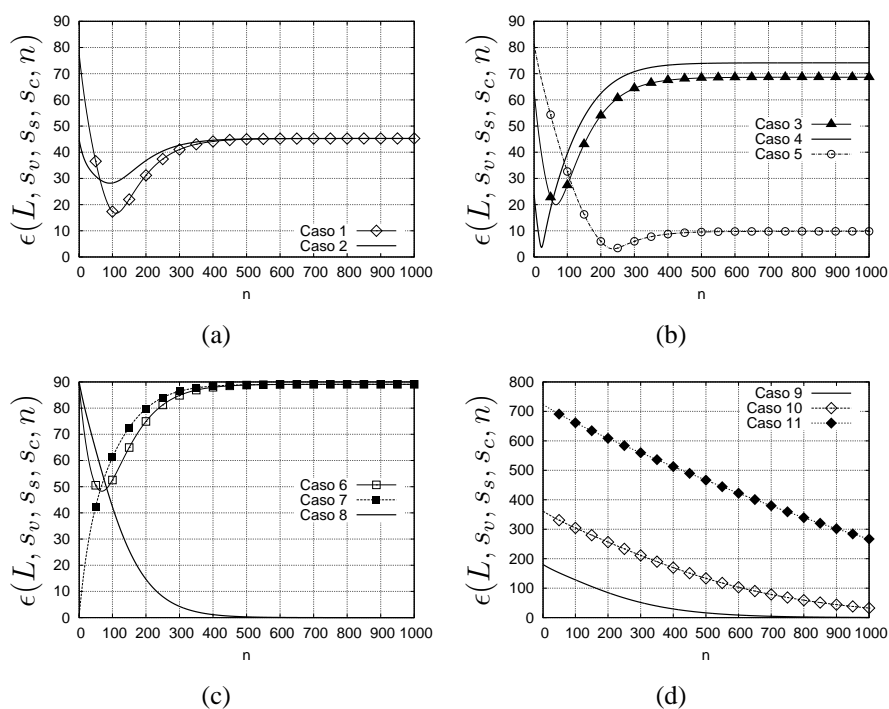 ϵ(L, s_v, s_s, s_c, n)
90
80
70
60
50
40
30
20
10
0
Caso 1
Caso 2
0 100 200 300 400 500 600 700 800 900 1000
n
(a)
ϵ(L, s_v, s_s, s_c, n)
90
80
70
60
50
40
30
20
10
0
Caso 3
Caso 4
Caso 5
0 100 200 300 400 500 600 700 800 900 1000
n
(b)
ϵ(L, s_v, s_s, s_c, n)
90
80
70
60
50
40
30
20
10
0
Caso 6
Caso 7
Caso 8
0 100 200 300 400 500 600 700 800 900 1000
n
(c)
ϵ(L, s_v, s_s, s_c, n)
800
700
600
500
400
300
200
100
0
Caso 9
Caso 10
Caso 11
0 100 200 300 400 500 600 700 800 900 1000
n
(d)